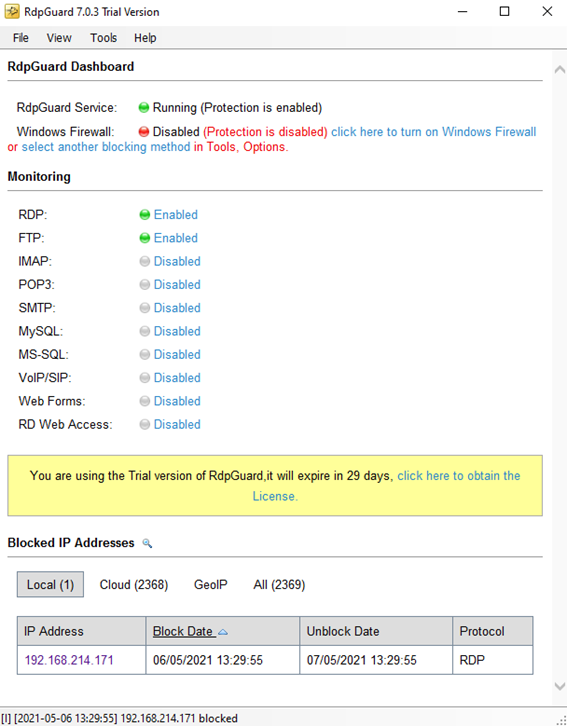 RdpGuard 7.0.3 Trial Version
File View Tools Help
RdpGuard Dashboard
RdpGuard Service: Running (Protection is enabled)
Windows Firewall: Disabled (Protection is disabled) click here to turn on Windows Firewall
or select another blocking method in Tools, Options.
Monitoring
RDP: Enabled
FTP: Enabled
IMAP: Disabled
POP3: Disabled
SMTP: Disabled
MySQL: Disabled
MS-SQL: Disabled
VoIP/SIP: Disabled
Web Forms: Disabled
RD Web Access: Disabled
You are using the Trial version of RdpGuard,it will expire in 29 days, click here to obtain the
License.
Blocked IP Addresses
Local (1) Cloud (2368) GeoIP All (2369)
IP Address Block Date Unblock Date Protocol
192.168.214.171 06/05/2021 13:29:55 07/05/2021 13:29:55 RDP
[I] [2021-05-06 13:29:55] 192.168.214.171 blocked